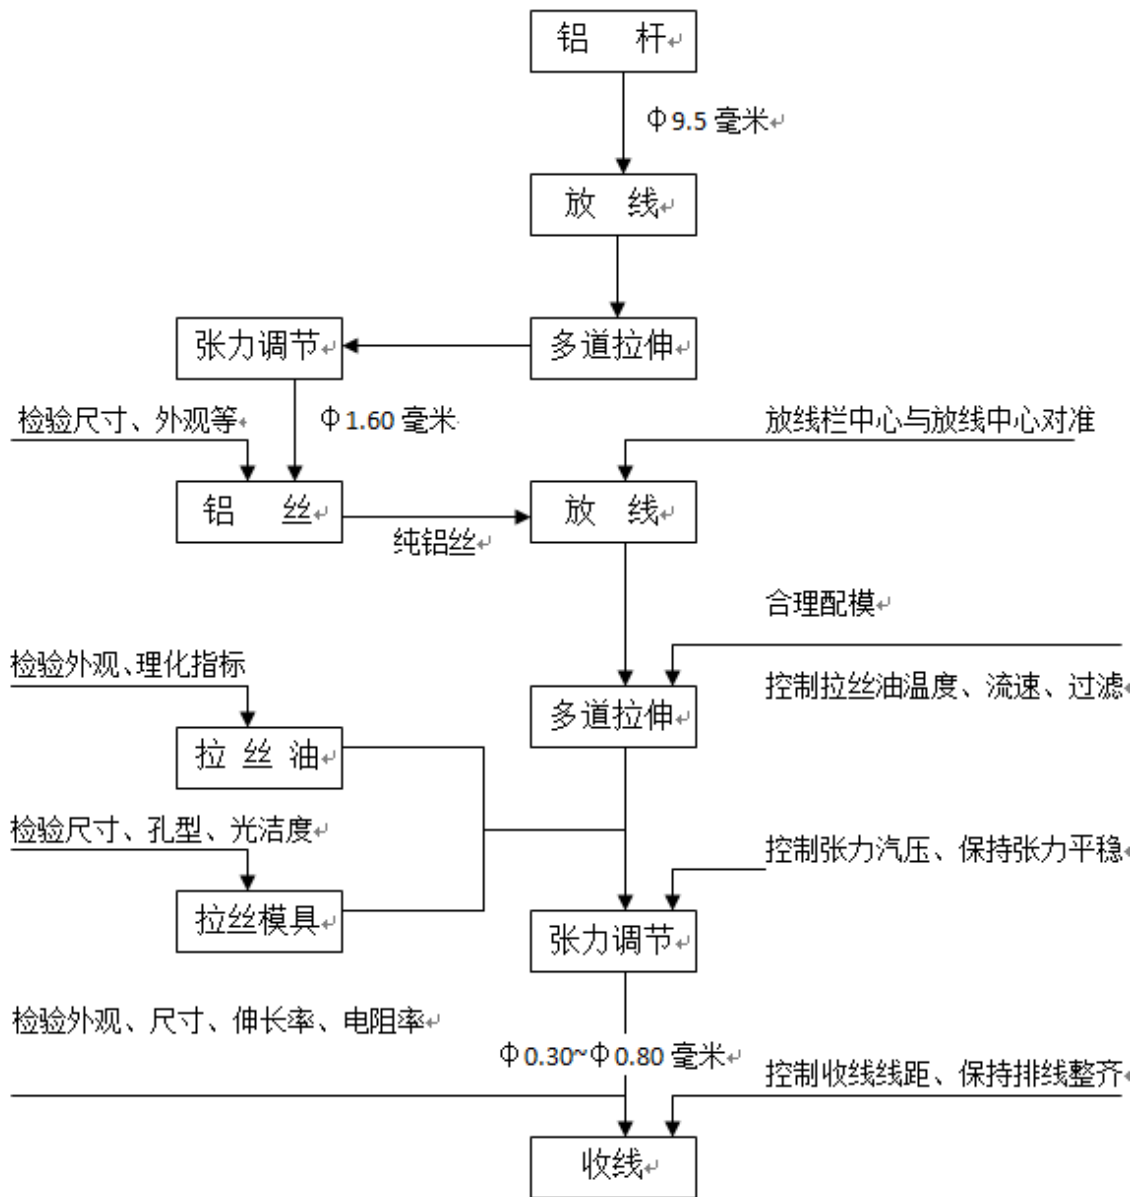 铝 杆
Φ9.5 毫米
放 线
张力调节
多道拉伸
检验尺寸、外观等
Φ1.60 毫米
放线栏中心与放线中心对准
铝 丝
放 线
纯铝丝
合理配模
检验外观、理化指标
控制拉丝油温度、流速、过滤
多道拉伸
拉 丝 油
检验尺寸、孔型、光洁度
控制张力汽压、保持张力平稳
拉丝模具
张力调节
检验外观、尺寸、伸长率、电阻率
Φ0.30~Φ0.80 毫米
控制收线线距、保持排线整齐
收线